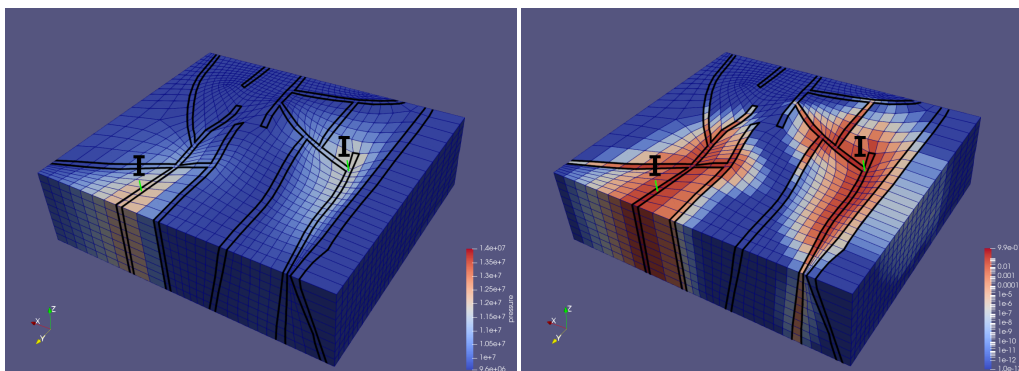 I
I
1.4e+07
1.35e+7
1.3e+7
1.25e+7
1.2e+7
1.15e+7
1.1e+7
1.05e+7
1e+7
9.6e+06
pressure
X
Y
Z
I
I
0.01
0.001
0.0001
1e-5
1e-6
1e-7
1e-8
1e-9
1e-10
1e-11
X
Y
Z